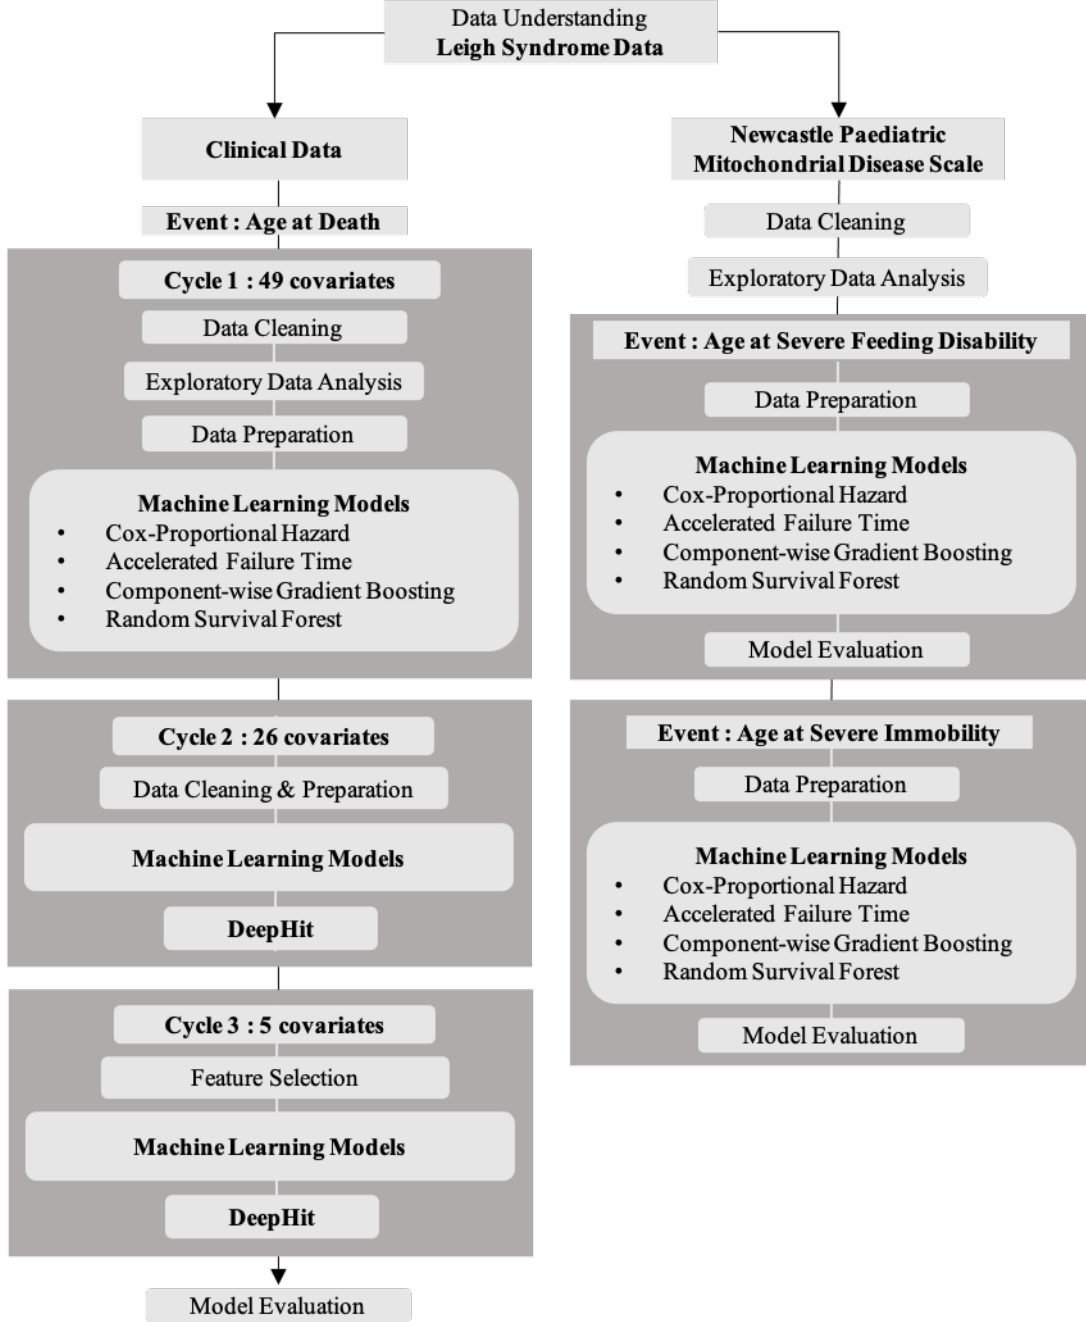 Data Understanding
Leigh Syndrome Data
Clinical Data
Event : Age at Death
Cycle 1 : 49 covariates
Data Cleaning
Exploratory Data Analysis
Data Preparation
Machine Learning Models
• Cox-Proportional Hazard
• Accelerated Failure Time
• Component-wise Gradient Boosting
• Random Survival Forest
Cycle 2 : 26 covariates
Data Cleaning & Preparation
Machine Learning Models
DeepHit
Cycle 3 : 5 covariates
Feature Selection
Machine Learning Models
DeepHit
Model Evaluation
Newcastle Paediatric
Mitochondrial Disease Scale
Data Cleaning
Exploratory Data Analysis
Event : Age at Severe Feeding Disability
Data Preparation
Machine Learning Models
• Cox-Proportional Hazard
• Accelerated Failure Time
• Component-wise Gradient Boosting
• Random Survival Forest
Model Evaluation
Event : Age at Severe Immobility
Data Preparation
Machine Learning Models
• Cox-Proportional Hazard
• Accelerated Failure Time
• Component-wise Gradient Boosting
• Random Survival Forest
Model Evaluation